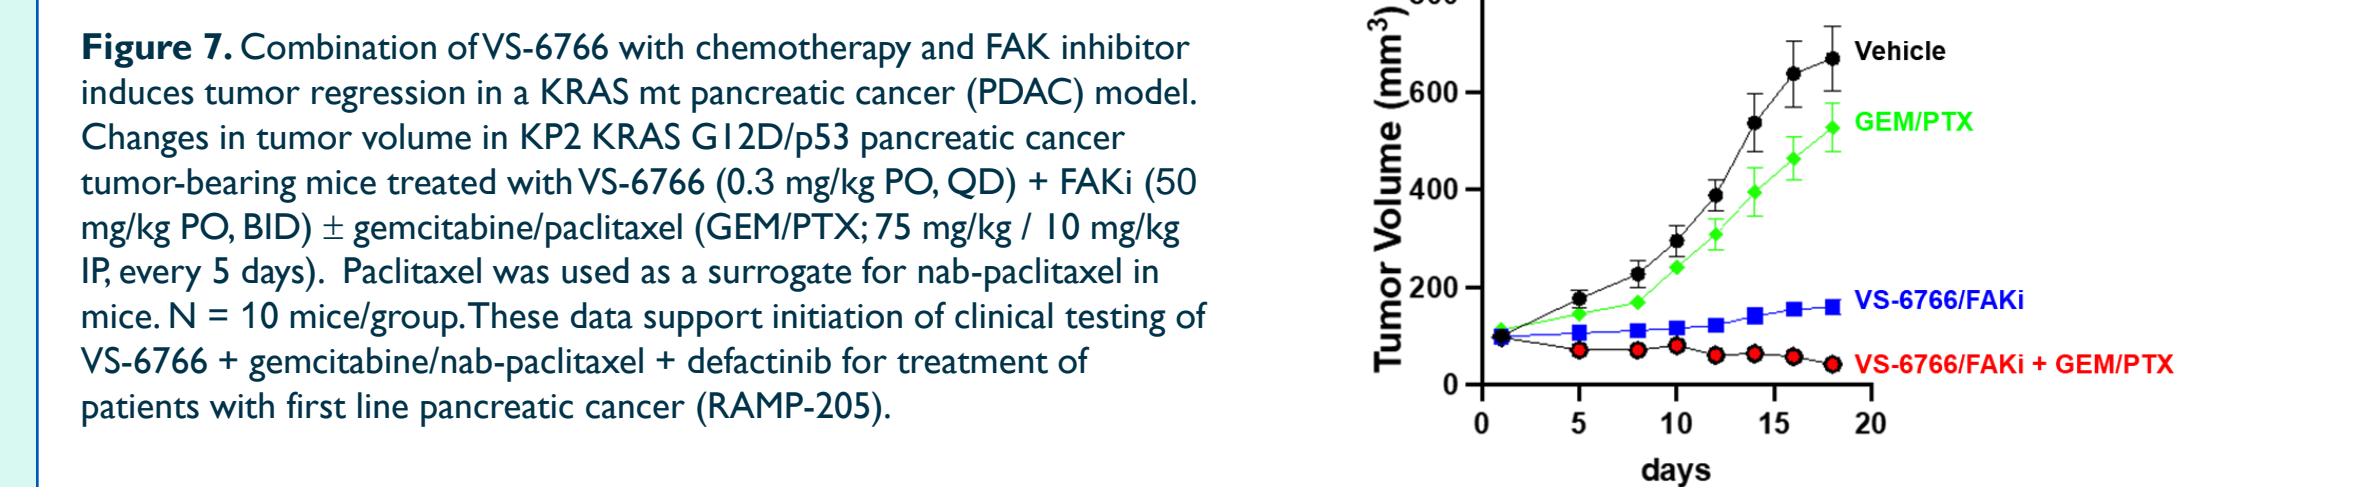 Figure 7. Combination of VS-6766 with chemotherapy and FAK inhibitor
induces tumor regression in a KRAS mt pancreatic cancer (PDAC) model.
Changes in tumor volume in KP2 KRAS G12D/p53 pancreatic cancer
tumor-bearing mice treated with VS-6766 (0.3 mg/kg PO, QD) + FAKi (50
mg/kg PO, BID) ± gemcitabine/paclitaxel (GEM/PTX; 75 mg/kg / 10 mg/kg
IP, every 5 days). Paclitaxel was used as a surrogate for nab-paclitaxel in
mice. N = 10 mice/group. These data support initiation of clinical testing of
VS-6766 + gemcitabine/nab-paclitaxel + defactinib for treatment of
patients with first line pancreatic cancer (RAMP-205).
Tumor Volume (mm³)
600
400
200
0
Vehicle
GEM/PTX
VS-6766/FAKi
VS-6766/FAKi + GEM/PTX
0 5 10 15 20
days